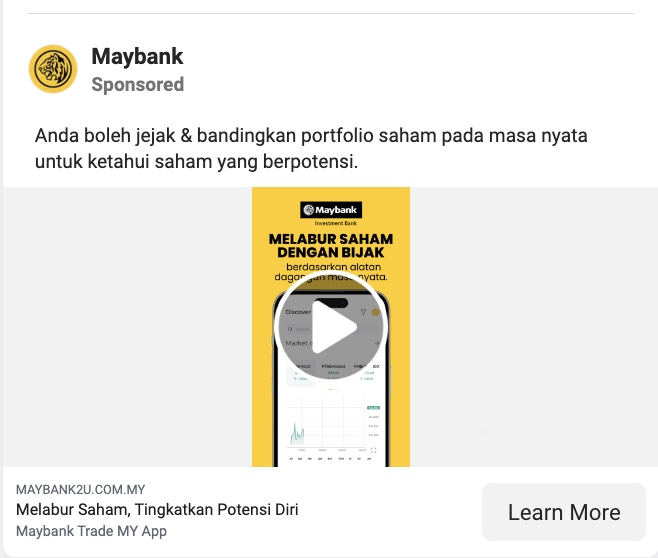 Maybank
Sponsored
Anda boleh jejak & bandingkan portfolio saham pada masa nyata
untuk ketahui saham yang berpotensi.
Maybank
Investment Bank
MELABUR SAHAM
DENGAN BIJAK
berdasarkan alatan
dagangan masa nyata.
Discover
Market
MAYBANK2U.COM.MY
Melabur Saham, Tingkatkan Potensi Diri
Maybank Trade MY App
Learn More